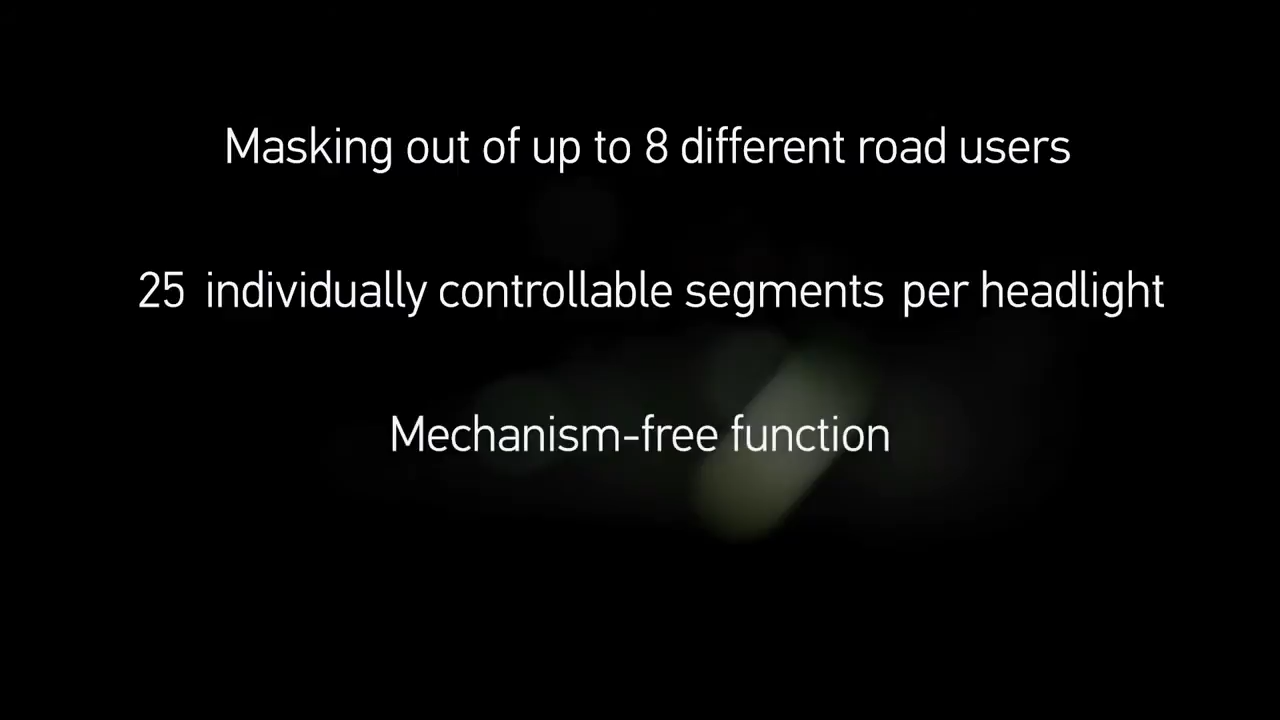 Masking out of up to 8 different road users
25 individually controllable segments per headlight
Mechanism-free function